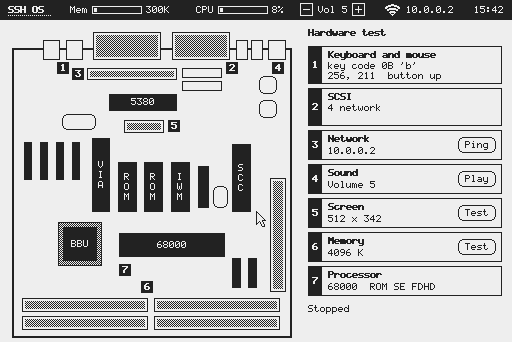 SSH OS Mem 300K CPU 8% Vol 5 10.0.0.2 15:42
Hardware test
1 Keyboard and mouse
key code 0B 'b'
256, 211 button up
2 SCSI
4 network
3 Network
10.0.0.2 Ping
4 Sound
Volume 5 Play
5 Screen
512 x 342 Test
6 Memory
4096 K Test
7 Processor
68000 ROM SE FDHD
Stopped
1 3 2 4
5380
5
VIA
ROM
ROM
IWM
SCC
BBU
68000
7
6